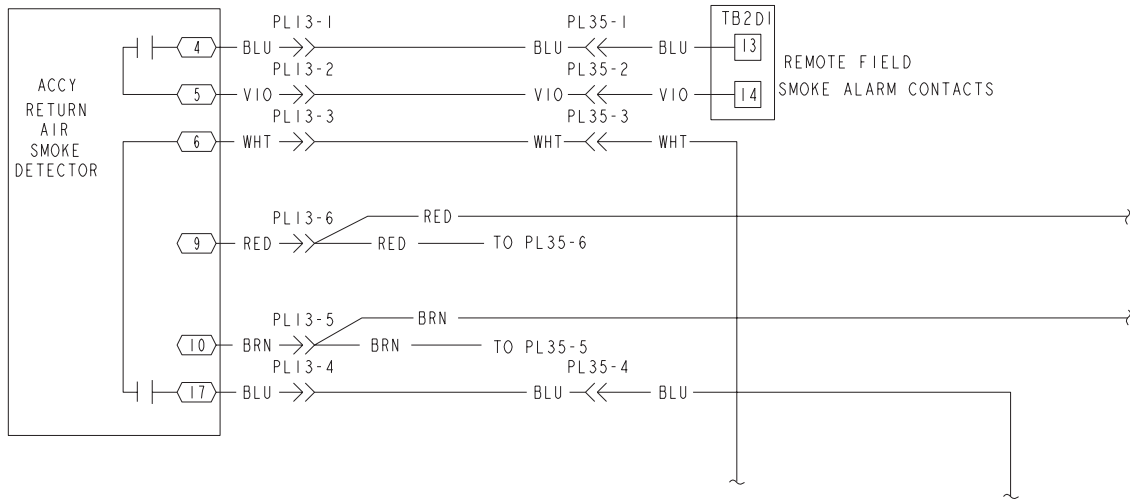 PL13-1 PL35-1 TB2D1
4 BLU BLU BLU 13
REMOTE FIELD
SMOKE ALARM CONTACTS
PL13-2 PL35-2
5 VIO VIO VIO 14
ACCY
RETURN
AIR
SMOKE
DETECTOR
PL13-3 PL35-3
6 WHT WHT WHT
PL13-6 RED
9 RED RED TO PL35-6
PL13-5 BRN
10 BRN BRN TO PL35-5
PL13-4 PL35-4
17 BLU BLU BLU